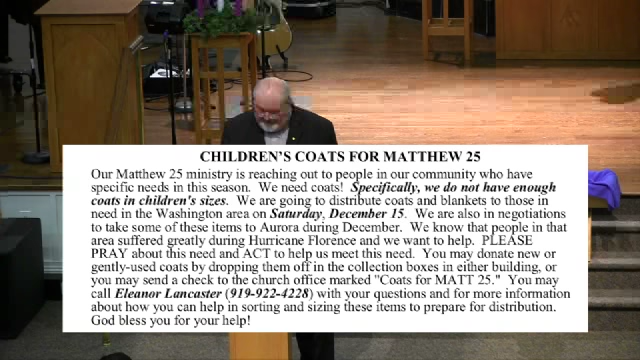 CHILDREN'S COATS FOR MATTHEW 25
Our Matthew 25 ministry is reaching out to people in our community who have
specific needs in this season. We need coats! Specifically, we do not have enough
coats in children's sizes. We are going to distribute coats and blankets to those in
need in the Washington area on Saturday, December 15. We are also in negotiations
to take some of these items to Aurora during December. We know that people in that
area suffered greatly during Hurricane Florence and we want to help. PLEASE
PRAY about this need and ACT to help us meet this need. You may donate new or
gently-used coats by dropping them off in the collection boxes in either building, or
you may send a check to the church office marked "Coats for MATT 25." You may
call Eleanor Lancaster (919-922-4228) with your questions and for more information
about how you can help in sorting and sizing these items to prepare for distribution.
God bless you for your help!